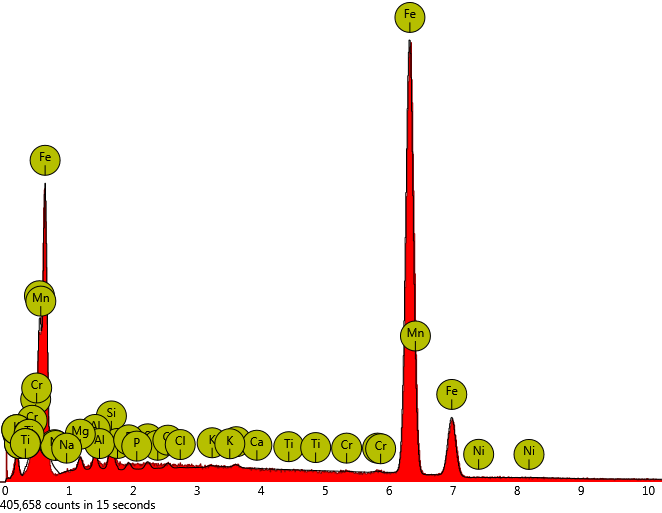 Fe
Fe
Mn
Mn
Cr
Fe
Si
Cr
Mg
Al
Ti
Na
Al
P
Cl
K
K
Ca
Ti
Ti
Cr
Cr
Ni
Ni
0 1 2 3 4 5 6 7 8 9 10
405,658 counts in 15 seconds